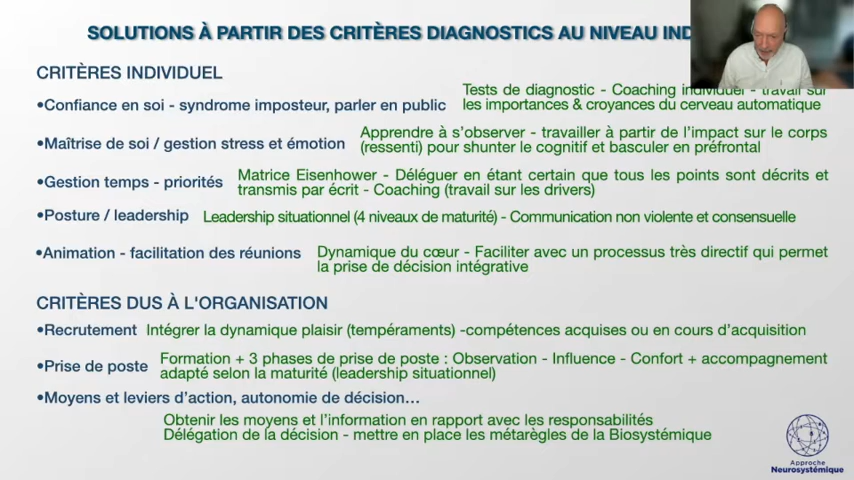 SOLUTIONS À PARTIR DES CRITÈRES DIAGNOSTICS AU NIVEAU
CRITÈRES INDIVIDUEL
•Confiance en soi - syndrome imposteur, parler en public
Tests de diagnostic - Coaching individuel - travail sur
les importances & croyances du cerveau automatique
•Maîtrise de soi / gestion stress et émotion
Apprendre à s'observer - travailler à partir de l'impact sur le corps
(ressenti) pour shunter le cognitif et basculer en préfrontal
•Gestion temps - priorités
Matrice Eisenhower - Déléguer en étant certain que tous les points sont décrits et
transmis par écrit - Coaching (travail sur les drivers)
•Posture / leadership
Leadership situationnel (4 niveaux de maturité) - Communication non violente et consensuelle
•Animation - facilitation des réunions
Dynamique du cœur - Faciliter avec un processus très directif qui permet
la prise de décision intégrative
CRITÈRES DUS À L'ORGANISATION
•Recrutement Intégrer la dynamique plaisir (tempéraments) -compétences acquises ou en cours d'acquisition
•Prise de poste
Formation + 3 phases de prise de poste : Observation - Influence - Confort + accompagnement
adapté selon la maturité (leadership situationnel)
•Moyens et leviers d'action, autonomie de décision...
Obtenir les moyens et l'information en rapport avec les responsabilités
Délégation de la décision - mettre en place les métarègles de la Biosystémique
Approche
Neurosystémique